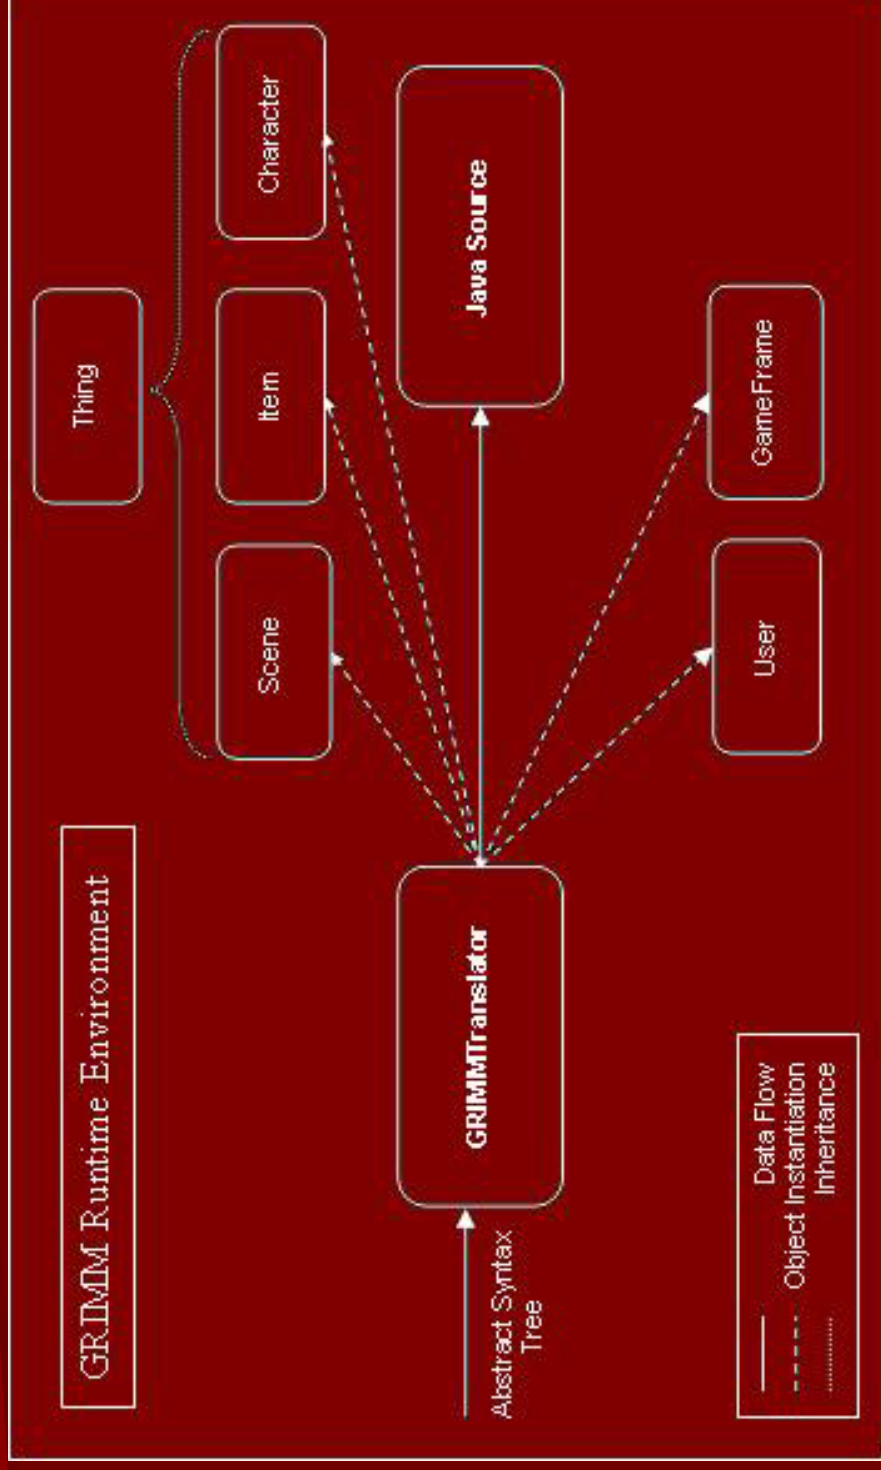 GRIMM Runtime Environment
Thing
Scene
Item
Character
Abstract Syntax
Tree
GRIMMTranslator
Java Source
User
GameFrame
Data Flow
Object Instantiation
Inheritance